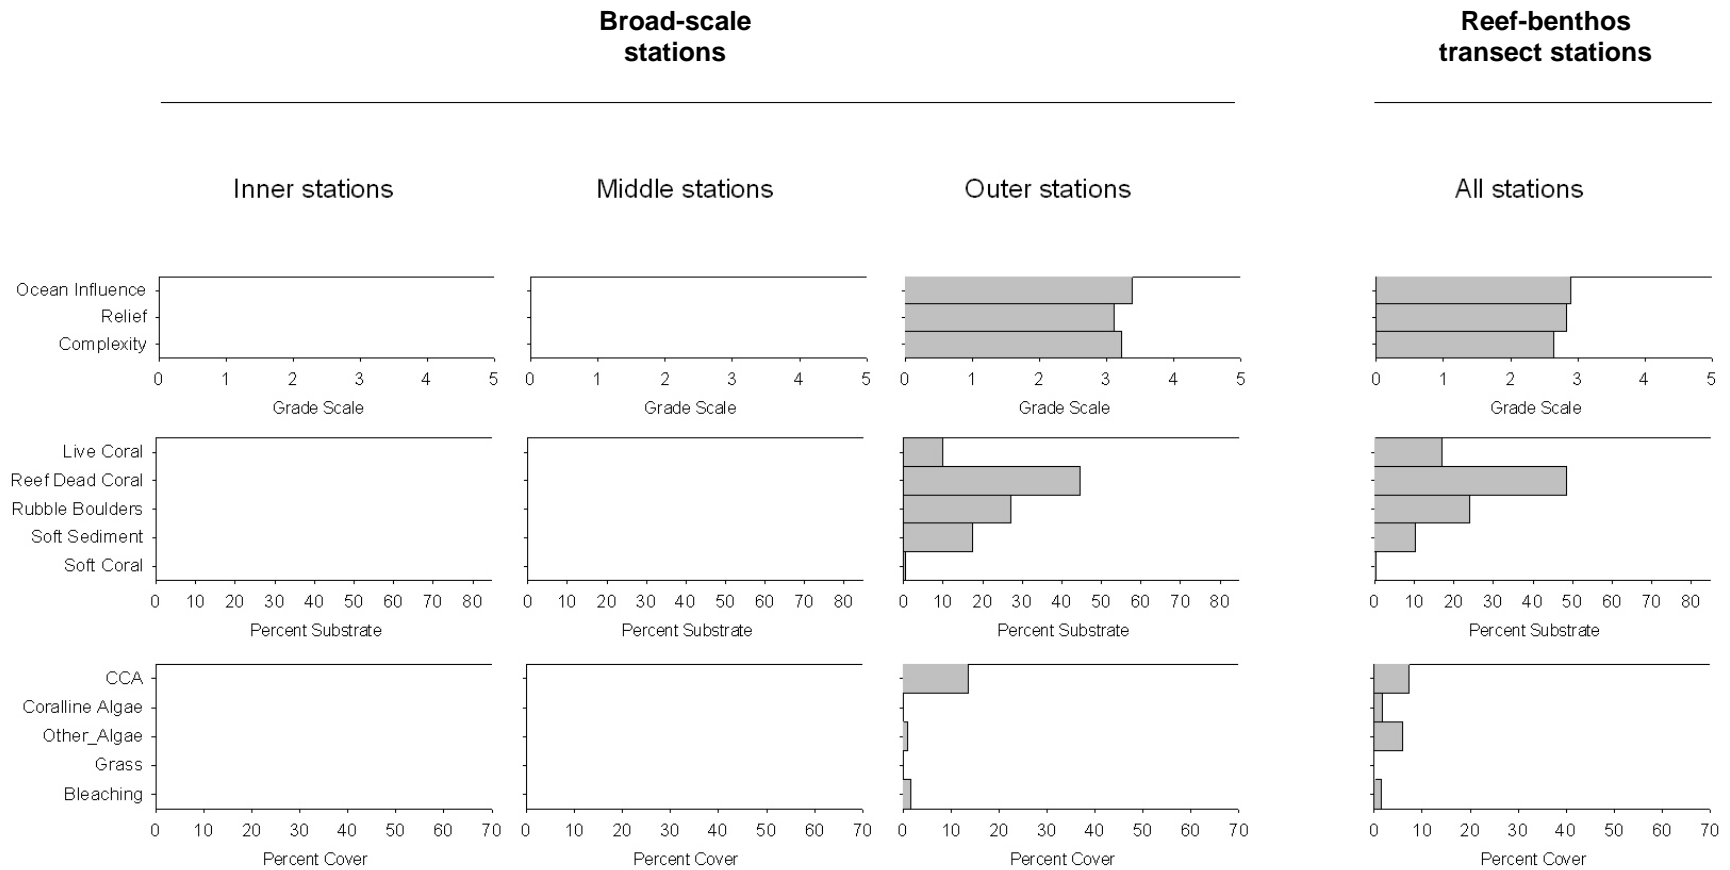 Broad-scale
stations
Reef-benthos
transect stations
Inner stations
Middle stations
Outer stations
All stations
Ocean Influence
Relief
Complexity
0 1 2 3 4 5
Grade Scale
0 1 2 3 4 5
Grade Scale
0 1 2 3 4 5
Grade Scale
0 1 2 3 4 5
Grade Scale
Live Coral
Reef Dead Coral
Rubble Boulders
Soft Sediment
Soft Coral
0 10 20 30 40 50 60 70 80
Percent Substrate
0 10 20 30 40 50 60 70 80
Percent Substrate
0 10 20 30 40 50 60 70 80
Percent Substrate
0 10 20 30 40 50 60 70 80
Percent Substrate
CCA
Coralline Algae
Other_Algae
Grass
Bleaching
0 10 20 30 40 50 60 70
Percent Cover
0 10 20 30 40 50 60 70
Percent Cover
0 10 20 30 40 50 60 70
Percent Cover
0 10 20 30 40 50 60 70
Percent Cover